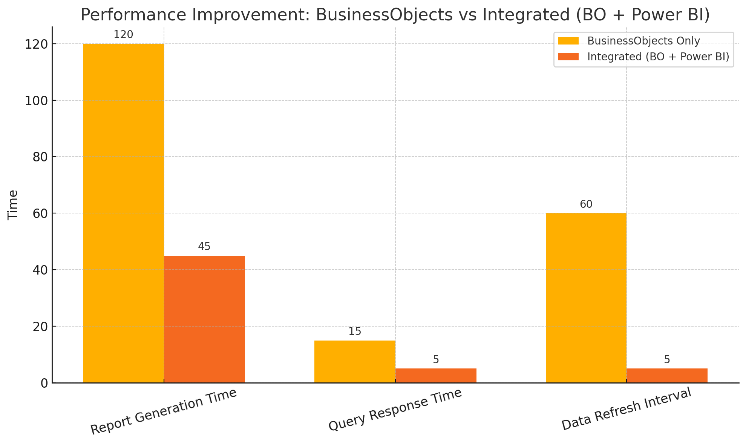 Performance Improvement: BusinessObjects vs Integrated (BO + Power BI)
BusinessObjects Only
Integrated (BO + Power BI)
Time
120
100
80
60
40
20
0
120
45
15
5
60
5
Report Generation Time
Query Response Time
Data Refresh Interval